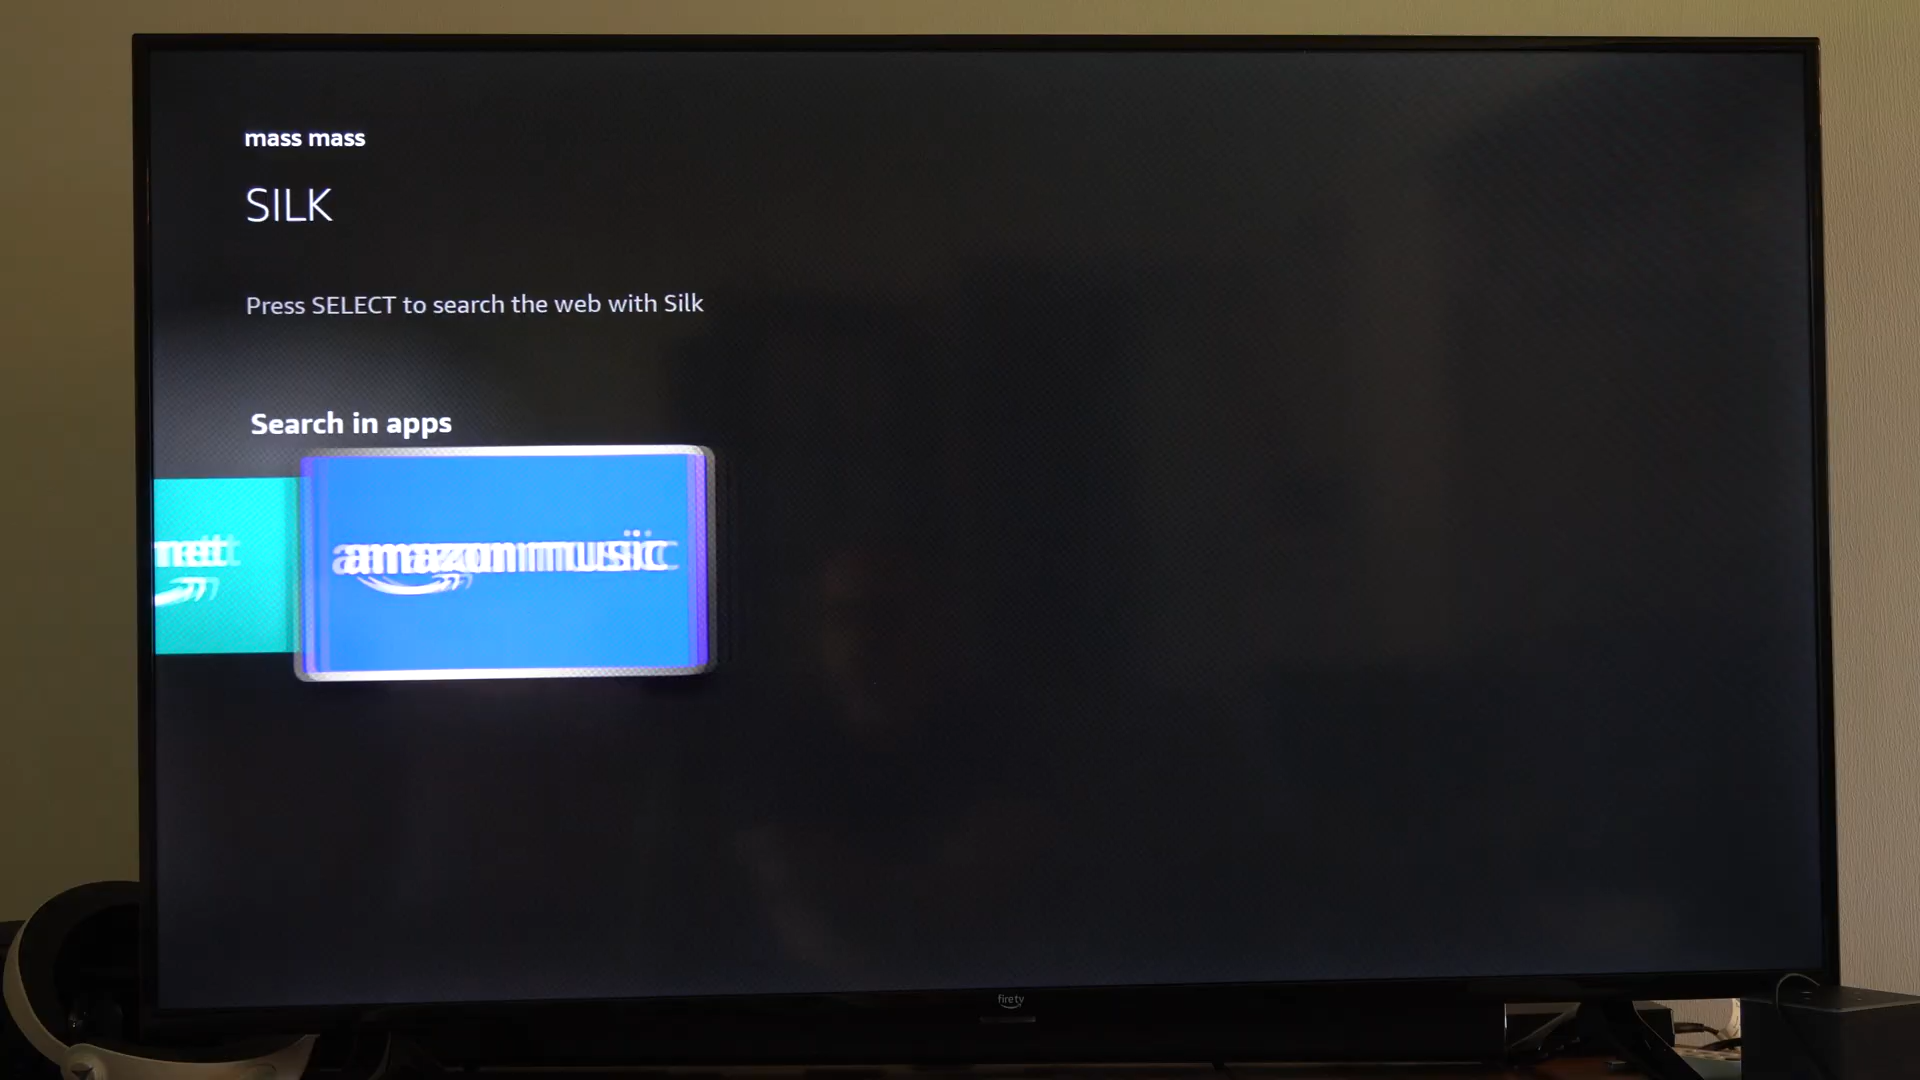 mass mass
SILK
Press SELECT to search the web with Silk
Search in apps
amazon music
firetv